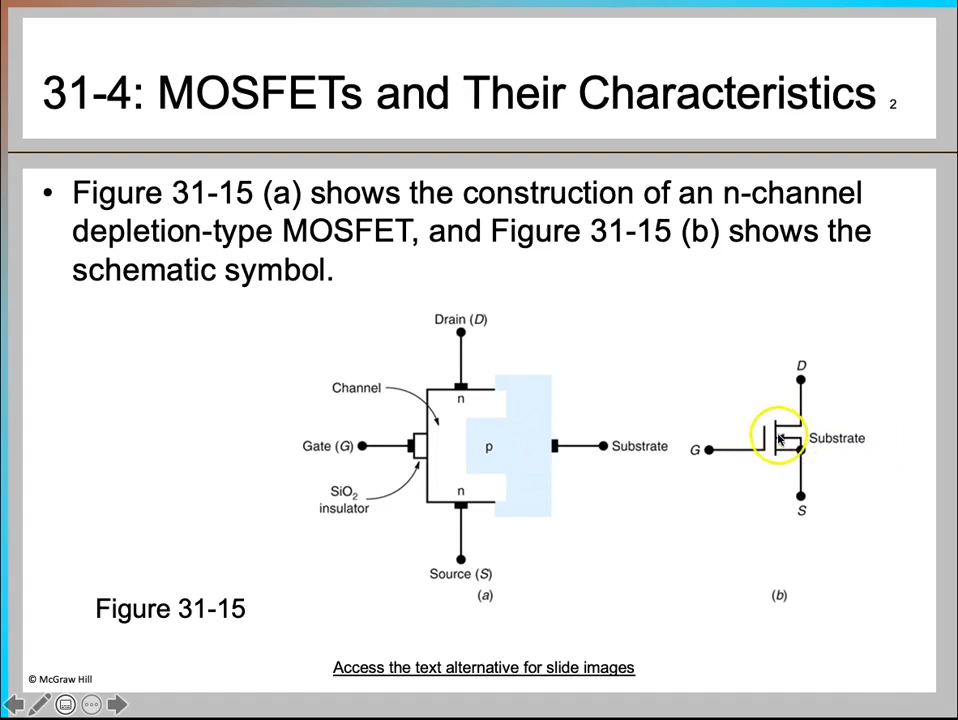 31-4: MOSFETs and Their Characteristics 2
• Figure 31-15 (a) shows the construction of an n-channel
depletion-type MOSFET, and Figure 31-15 (b) shows the
schematic symbol.
Drain (D)
Channel
n
Gate (G)
p
Substrate
SiO₂
insulator
n
Source (S)
(a)
D
G
Substrate
S
(b)
Figure 31-15
Access the text alternative for slide images
© McGraw Hill